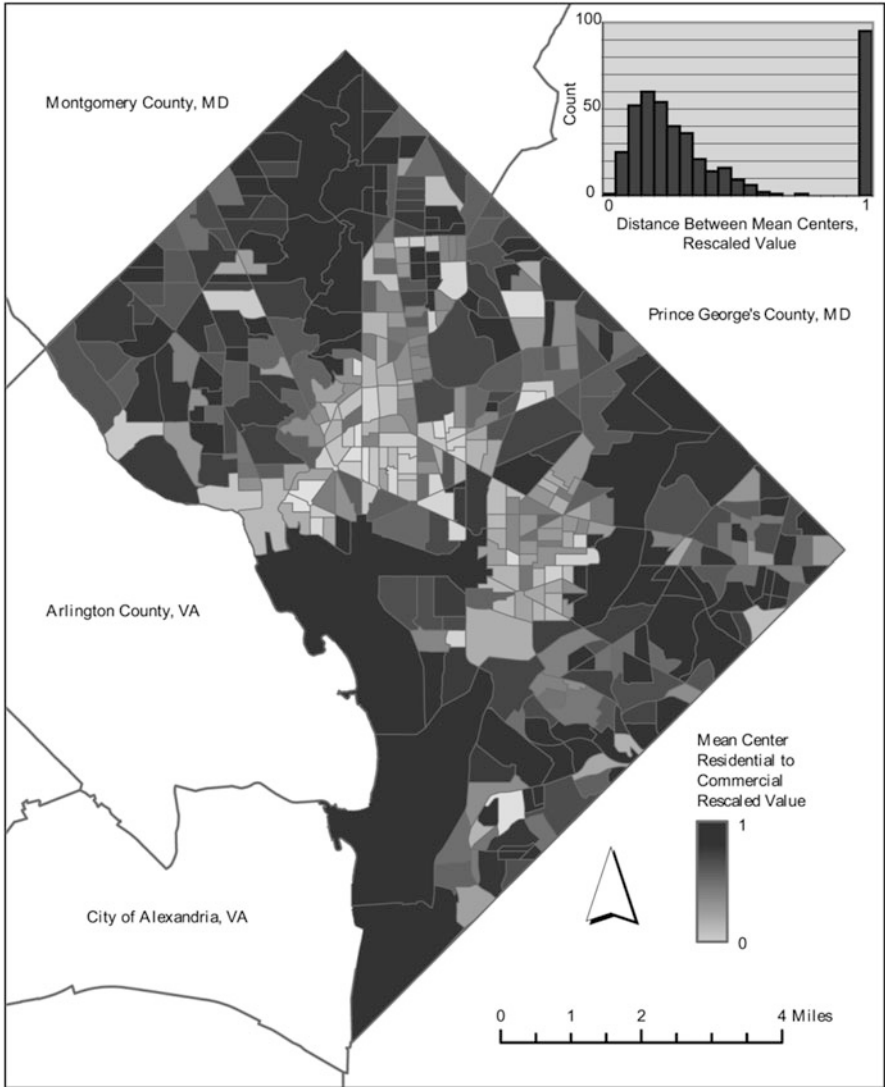 Montgomery County, MD
100
Count
50
0
0
1
Distance Between Mean Centers,
Rescaled Value
Prince George's County, MD
Arlington County, VA
Mean Center
Residential to
Commercial
Rescaled Value
1
0
City of Alexandria, VA
0 1 2 4 Miles